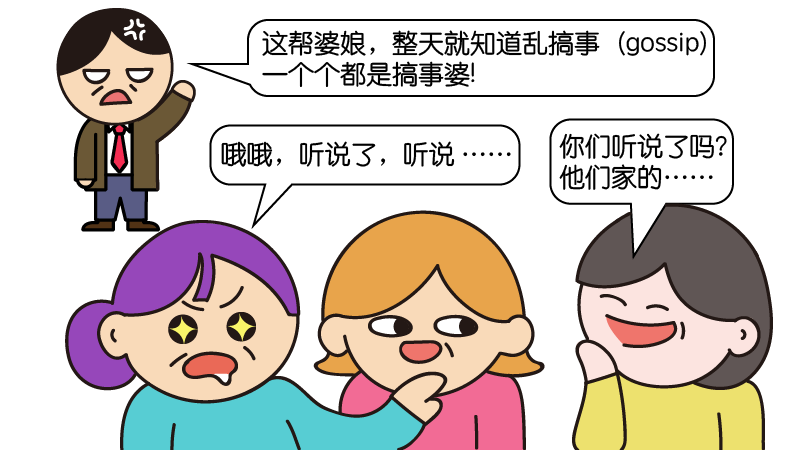 这帮婆娘，整天就知道乱搞事（gossip)
一个个都是搞事婆!
哦哦，听说了，听说 ……
你们听说了吗?
他们家的……